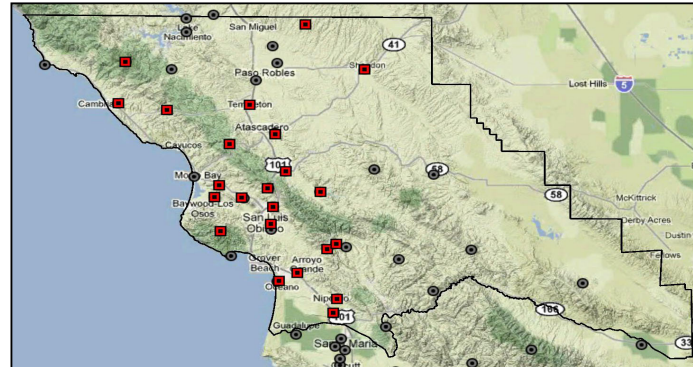 Lake
Nacimiento
San Miguel
41
Paso Robles
Lost Hills
5
Cambria
Templeton
Atascadero
Cayucos
101
58
Morro Bay
58
McKittrick
Baywood-Los
Osos
San Luis
Obispo
Derby Acres
Dustin
Fellows
Grover
Beach
Arroyo
Grande
Oceano
Nipomo
101
166
Guadalupe
Santa Maria
33